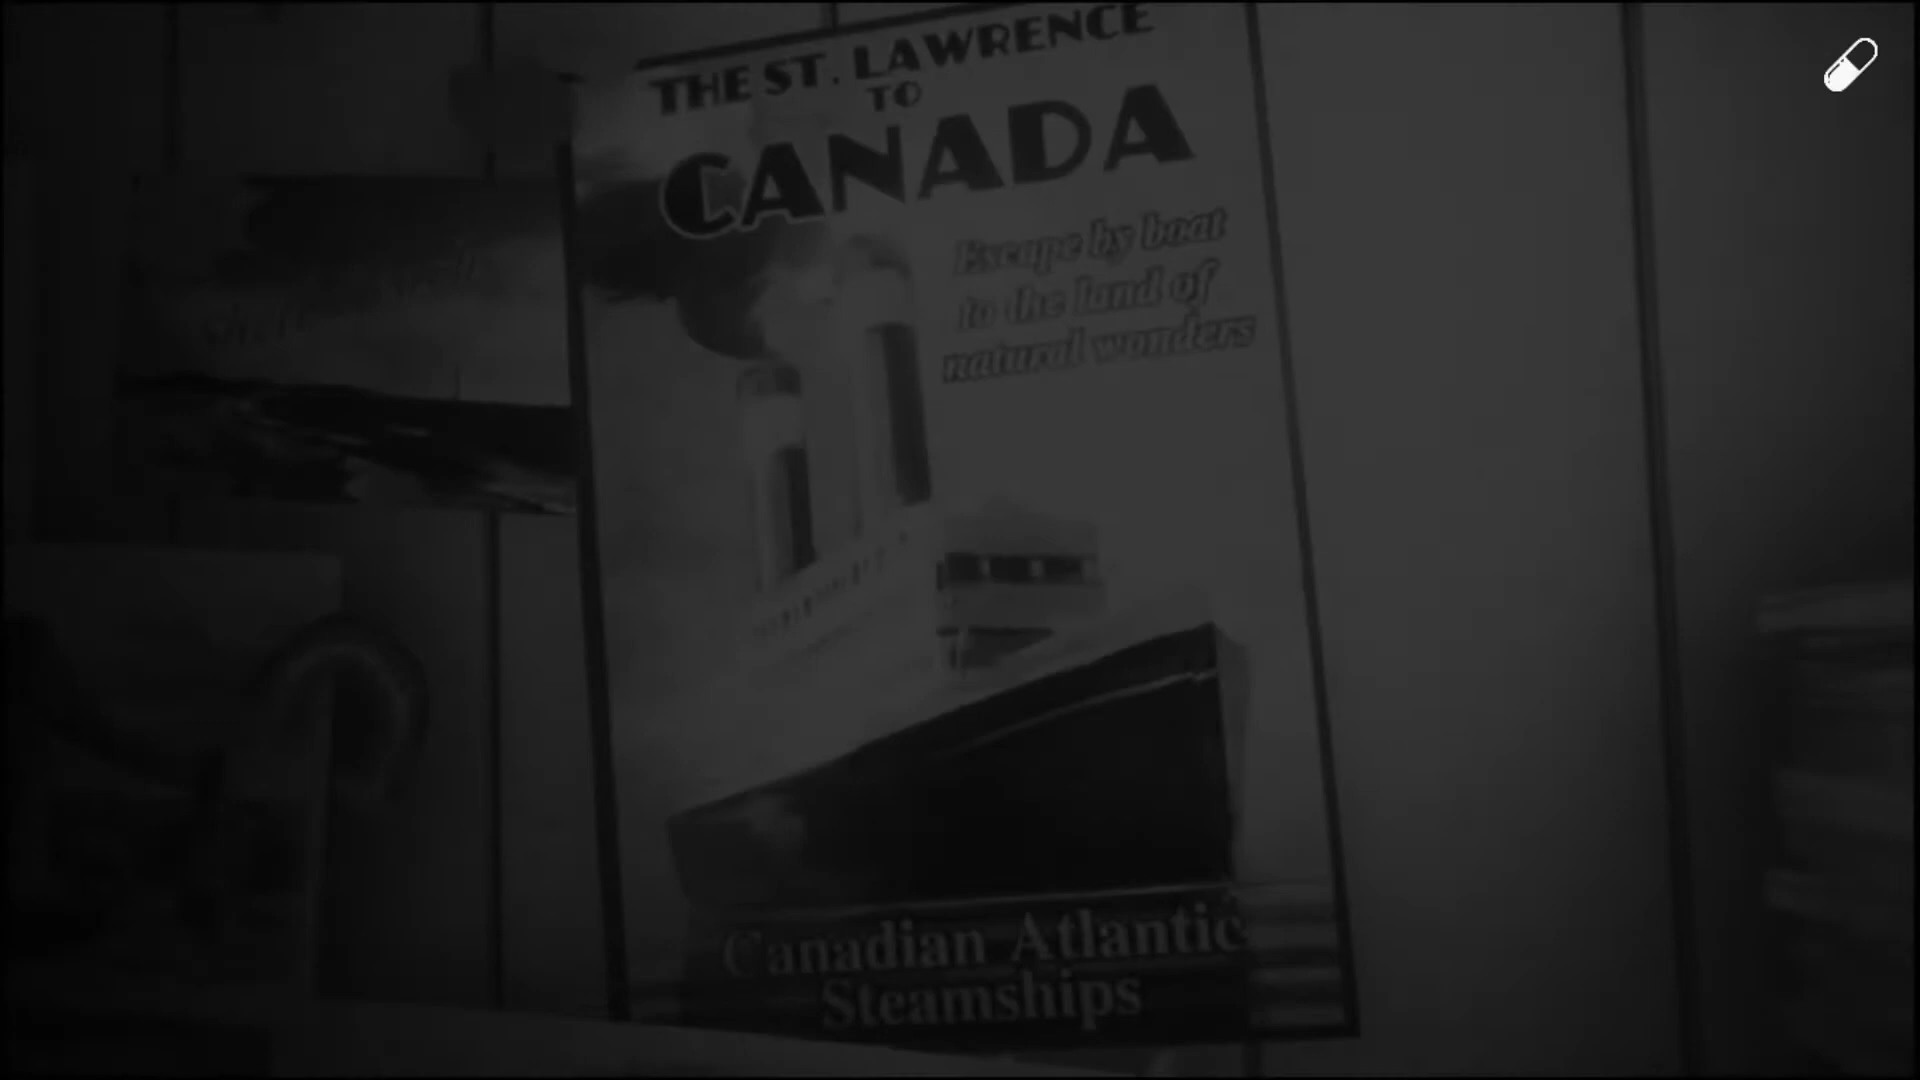 THE ST. LAWRENCE
TO
CANADA
Escape by boat
to the land of
natural wonders
Canadian Atlantic
Steamships